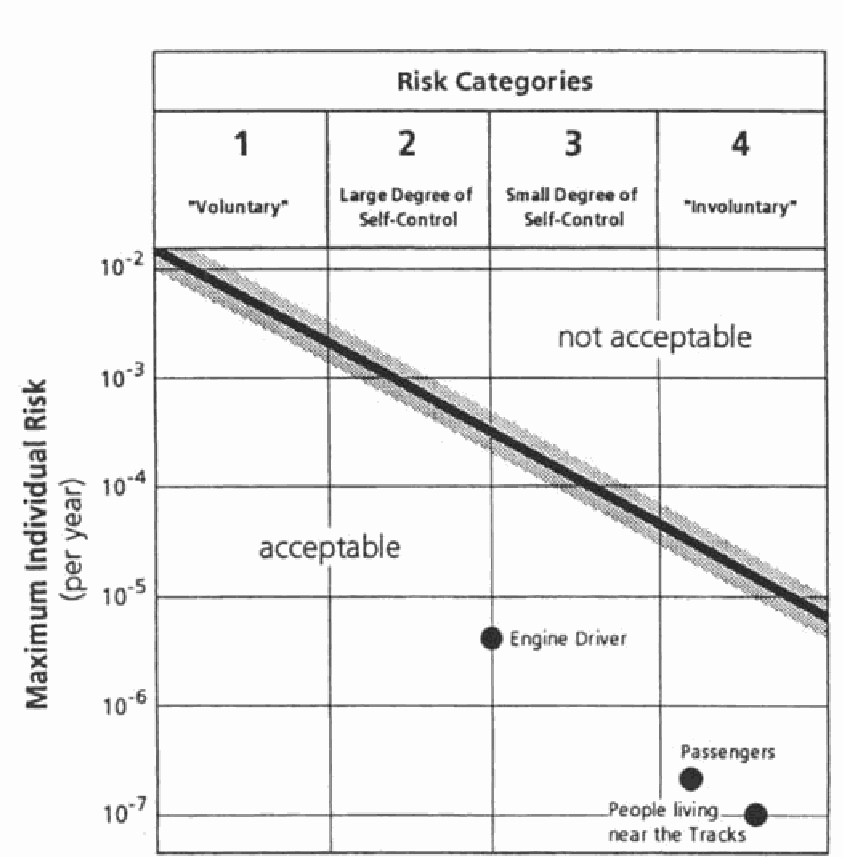 Risk Categories
1 2 3 4
"Voluntary" Large Degree of Self-Control Small Degree of Self-Control "Involuntary"
10-2
not acceptable
10-3
10-4
acceptable
10-5
Engine Driver
10-6
Passengers
10-7
People living
near the Tracks
Maximum Individual Risk
(per year)